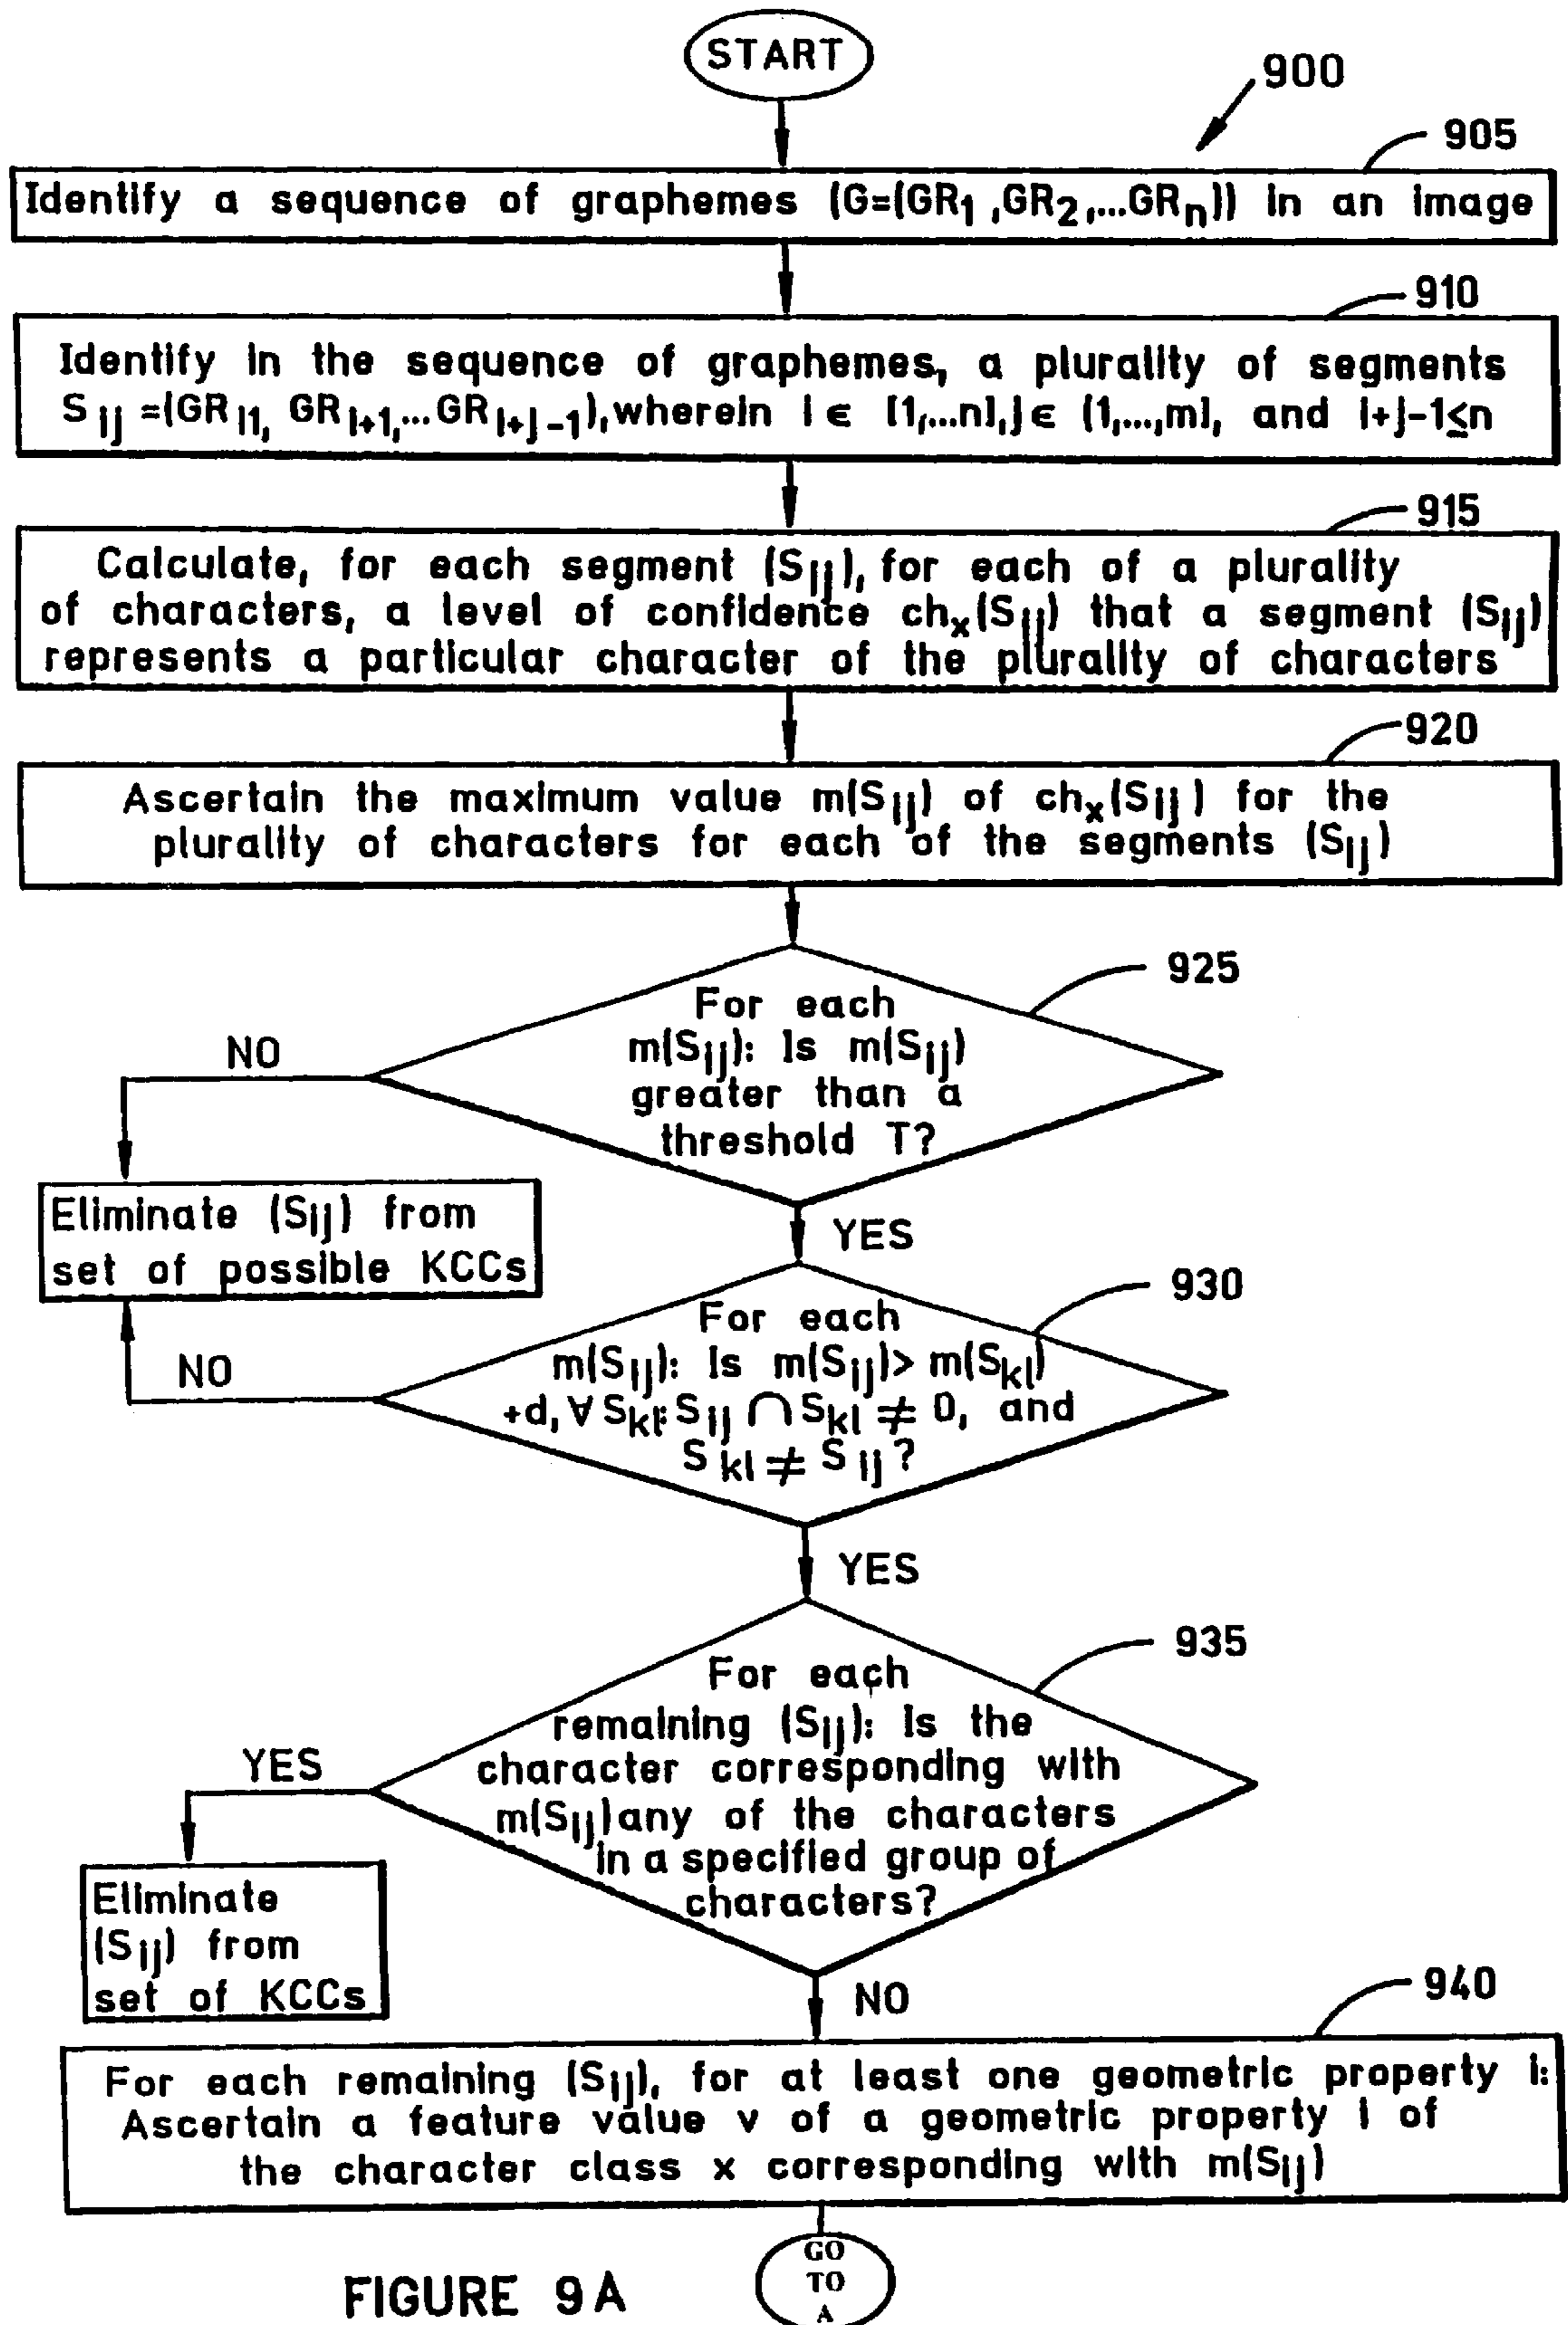 START
900
905
Identify a sequence of graphemes (G=(GR1 ,GR2,...GRn)) in an image
910
Identify in the sequence of graphemes, a plurality of segments
S ij =(GR i1, GR i+1,...GR i+j-1), wherein i ∈ [1,...n], j ∈ (1,...,m], and i+j-1≤n
915
Calculate, for each segment (Sij), for each of a plurality
of characters, a level of confidence chx(Sij) that a segment (Sij)
represents a particular character of the plurality of characters
920
Ascertain the maximum value m(Sij) of chx(Sij) for the
plurality of characters for each of the segments (Sij)
925
For each
m(Sij): Is m(Sij)
greater than a
threshold T?
NO
Eliminate (Sij) from
set of possible KCCs
YES
930
For each
m(Sij): Is m(Sij)> m(Skl)
+d, ∀ Skl: Sij ∩ Skl ≠ 0, and
S kl ≠ S ij ?
NO
YES
935
For each
remaining (Sij): Is the
character corresponding with
m(Sij) any of the characters
in a specified group of
characters?
YES
Eliminate
(Sij) from
set of KCCs
NO
940
For each remaining (Sij), for at least one geometric property i:
Ascertain a feature value v of a geometric property i of
the character class x corresponding with m(Sij)
GO
TO
A
FIGURE 9A